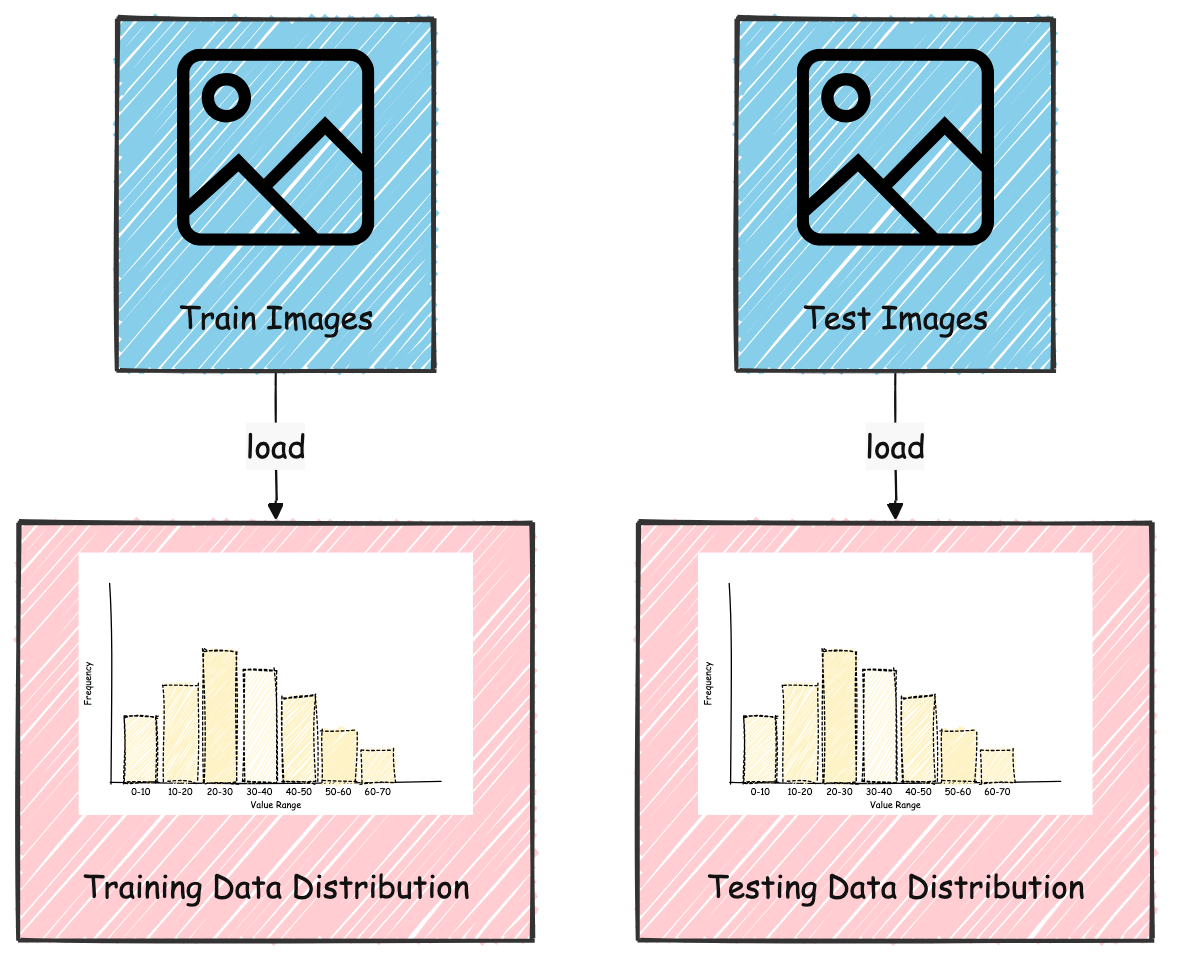 Train Images
Test Images
load
load
Frequency
0-10 10-20 20-30 30-40 40-50 50-60 60-70
Value Range
Training Data Distribution
Frequency
0-10 10-20 20-30 30-40 40-50 50-60 60-70
Value Range
Testing Data Distribution